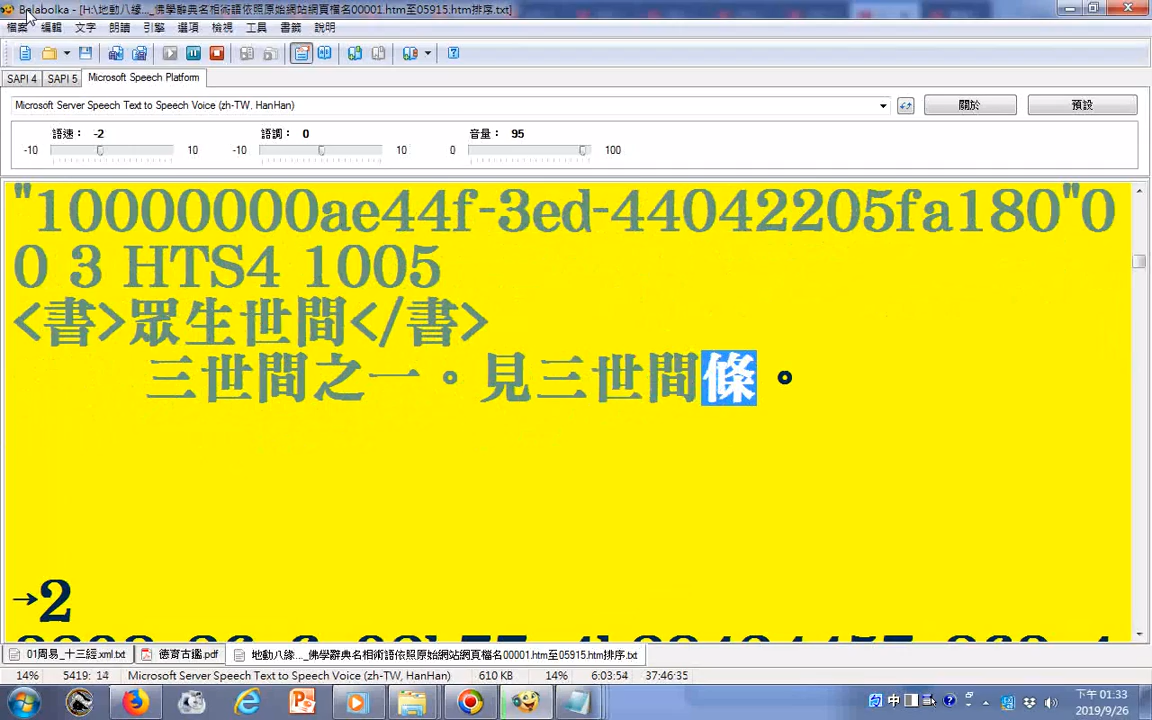 Balabolka - [H:\地動八緣..._佛學辭典名相術語依照原始網站網頁檔名00001.htm至05915.htm排序.txt]
檔案 編輯 文字 朗讀 引擎 選項 檢視 工具 書籤 說明
SAPI 4 SAPI 5 Microsoft Speech Platform
Microsoft Server Speech Text to Speech Voice (zh-TW, HanHan) 關於 預設
語速： -2 語調： 0 音量： 95
-10 10 -10 10 0 100
"10000000ae44f-3ed-44042205fa180"0
0 3 HTS4 1005
<書>眾生世間</書>
三世間之一。見三世間條。
→2
01周易_十三經.xml.txt 德育古鑑.pdf 地動八緣..._佛學辭典名相術語依照原始網站網頁檔名00001.htm至05915.htm排序.txt
14% 5419: 14 Microsoft Server Speech Text to Speech Voice (zh-TW, HanHan) 610 KB 14% 6:03:54 37:46:35
中 下午 01:33
2019/9/26